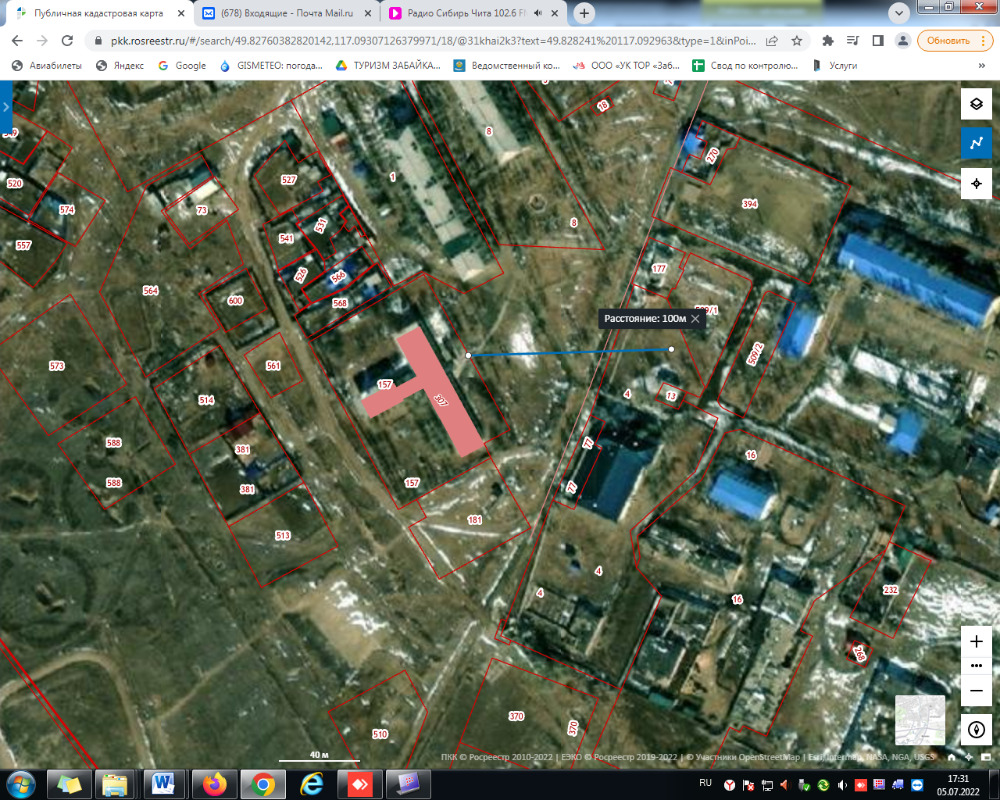 Публичная кадастровая карта
(678) Входящие - Почта Mail.ru
Радио Сибирь Чита 102.6 F
pkk.rosreestr.ru/#/search/49.82760382820142,117.09307126379971/18/@31khai2k3?text=49.828241%20117.092963&type=1&inPoi...
Обновить
Авиабилеты
Яндекс
Google
GISMETEO: погода...
ТУРИЗМ ЗАБАЙКА...
Ведомственный ко...
ООО «УК ТОР «Заб...
Свод по контролю...
Услуги
»
18
8
270
520
527
1
574
73
394
531
8
541
557
177
526
566
564
600
568
Расстояние: 100м
509/2
573
561
157
307
4
13
514
588
381
77
16
588
381
157
77
181
513
4
4
16
232
268
370
370
510
40 м
ПКК © Росреестр 2010-2022 | ЕЭКО © Росреестр 2019-2022 | © Участники OpenStreetMap | Esri, Intermap, NASA, NGA, USGS
RU
17:31
05.07.2022